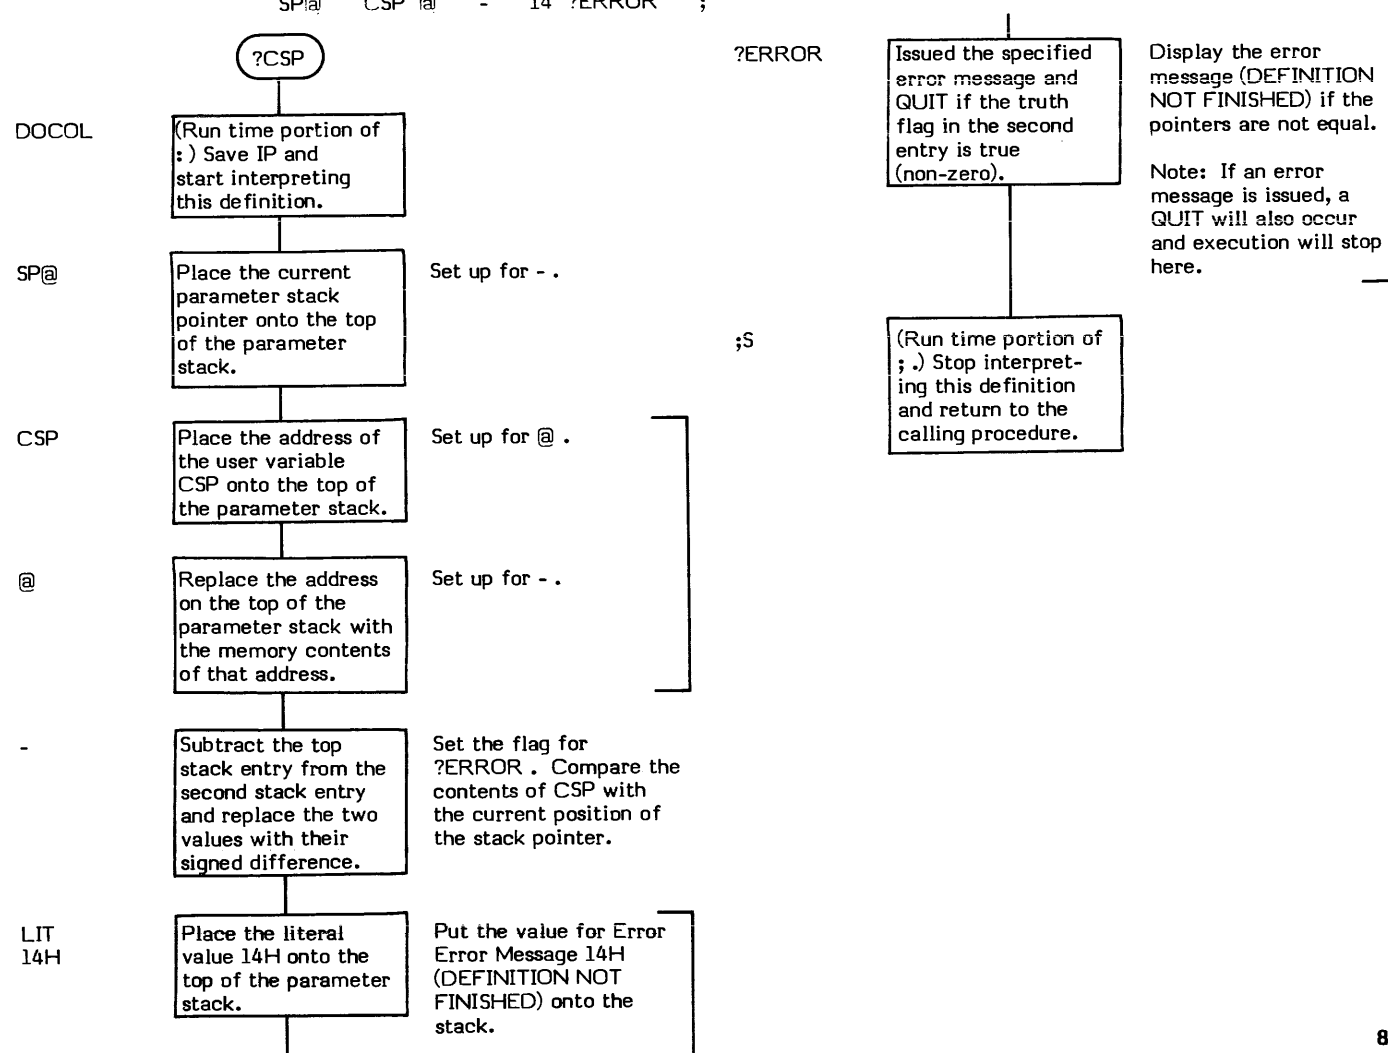 SP@ CSP @ - 14 ?ERROR ;
?CSP
DOCOL
(Run time portion of
: ) Save IP and
start interpreting
this definition.
SP@
Place the current
parameter stack
pointer onto the top
of the parameter
stack.
Set up for - .
CSP
Place the address of
the user variable
CSP onto the top of
the parameter stack.
Set up for @ .
@
Replace the address
on the top of the
parameter stack with
the memory contents
of that address.
Set up for - .
-
Subtract the top
stack entry from the
second stack entry
and replace the two
values with their
signed difference.
Set the flag for
?ERROR . Compare the
contents of CSP with
the current position of
the stack pointer.
LIT
14H
Place the literal
value 14H onto the
top of the parameter
stack.
Put the value for Error
Error Message 14H
(DEFINITION NOT
FINISHED) onto the
stack.
?ERROR
Issued the specified
error message and
QUIT if the truth
flag in the second
entry is true
(non-zero).
Display the error
message (DEFINITION
NOT FINISHED) if the
pointers are not equal.
Note: If an error
message is issued, a
QUIT will also occur
and execution will stop
here.
;S
(Run time portion of
; .) Stop interpret-
ing this definition
and return to the
calling procedure.
8